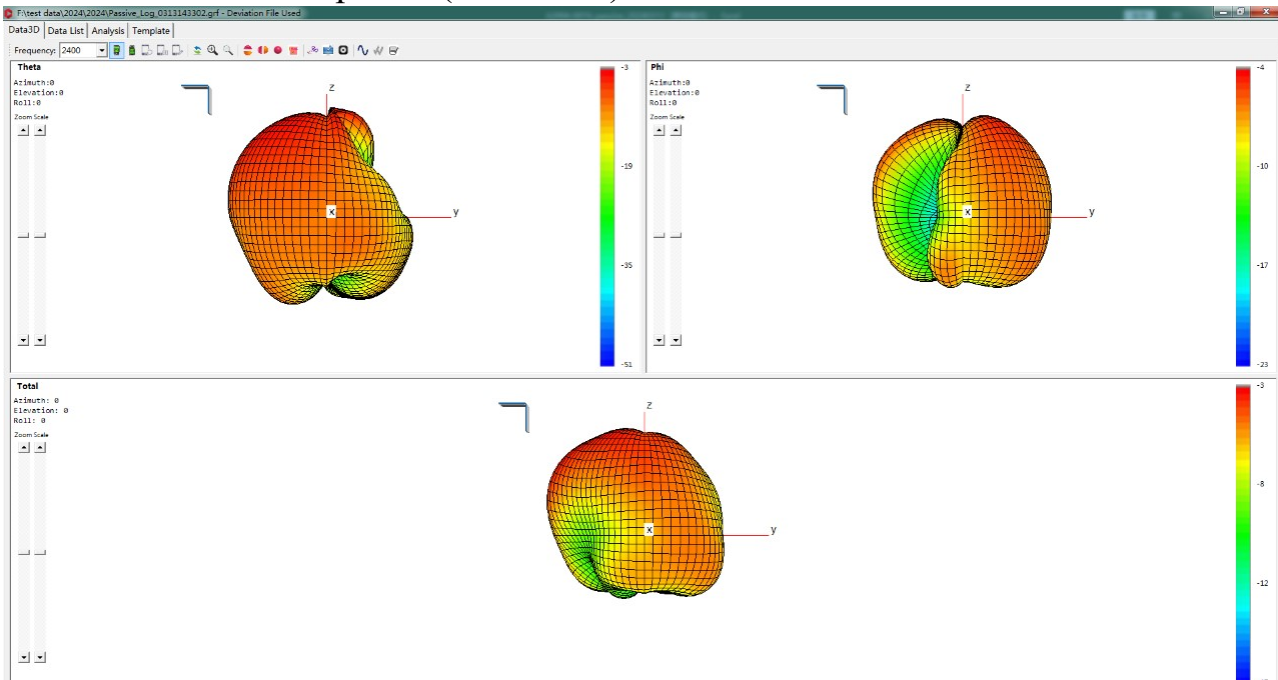 F:\test data\2024\2024\Passive_Log_0313143302.grf - Deviation File Used
Data3D Data List Analysis Template
Frequency: 2400
Theta
Azimuth:0
Elevation:0
Roll:0
Zoom Scale
z
x
y
-3
-19
-35
-51
Phi
Azimuth:0
Elevation:0
Roll:0
Zoom Scale
z
x
y
-4
-10
-17
-23
Total
Azimuth: 0
Elevation: 0
Roll: 0
Zoom Scale
z
x
y
-3
-8
-12